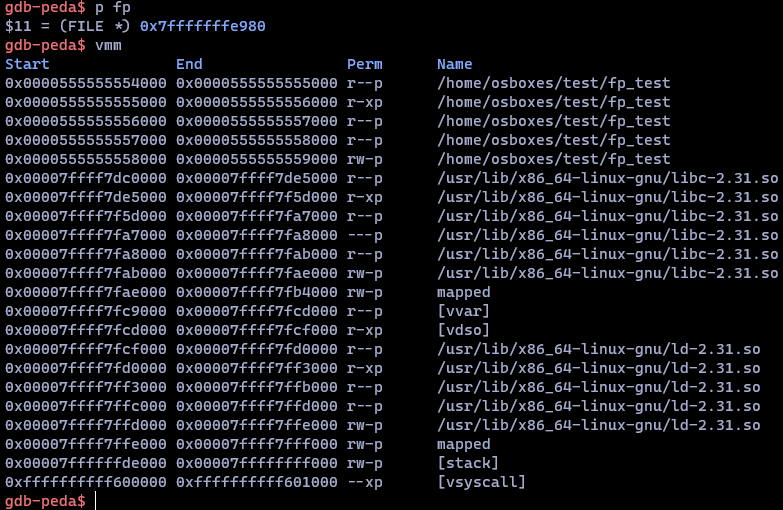 gdb-peda$ p fp
$11 = (FILE *) 0x7fffffffe980
gdb-peda$ vmm
Start End Perm Name
0x0000555555554000 0x0000555555555000 r--p /home/osboxes/test/fp_test
0x0000555555555000 0x0000555555556000 r-xp /home/osboxes/test/fp_test
0x0000555555556000 0x0000555555557000 r--p /home/osboxes/test/fp_test
0x0000555555557000 0x0000555555558000 r--p /home/osboxes/test/fp_test
0x0000555555558000 0x0000555555559000 rw-p /home/osboxes/test/fp_test
0x00007ffff7dc0000 0x00007ffff7de5000 r--p /usr/lib/x86_64-linux-gnu/libc-2.31.so
0x00007ffff7de5000 0x00007ffff7f5d000 r-xp /usr/lib/x86_64-linux-gnu/libc-2.31.so
0x00007ffff7f5d000 0x00007ffff7fa7000 r--p /usr/lib/x86_64-linux-gnu/libc-2.31.so
0x00007ffff7fa7000 0x00007ffff7fa8000 ---p /usr/lib/x86_64-linux-gnu/libc-2.31.so
0x00007ffff7fa8000 0x00007ffff7fab000 r--p /usr/lib/x86_64-linux-gnu/libc-2.31.so
0x00007ffff7fab000 0x00007ffff7fae000 rw-p /usr/lib/x86_64-linux-gnu/libc-2.31.so
0x00007ffff7fae000 0x00007ffff7fb4000 rw-p mapped
0x00007ffff7fc9000 0x00007ffff7fcd000 r--p [vvar]
0x00007ffff7fcd000 0x00007ffff7fcf000 r-xp [vdso]
0x00007ffff7fcf000 0x00007ffff7fd0000 r--p /usr/lib/x86_64-linux-gnu/ld-2.31.so
0x00007ffff7fd0000 0x00007ffff7ff3000 r-xp /usr/lib/x86_64-linux-gnu/ld-2.31.so
0x00007ffff7ff3000 0x00007ffff7ffb000 r--p /usr/lib/x86_64-linux-gnu/ld-2.31.so
0x00007ffff7ffc000 0x00007ffff7ffd000 r--p /usr/lib/x86_64-linux-gnu/ld-2.31.so
0x00007ffff7ffd000 0x00007ffff7ffe000 rw-p /usr/lib/x86_64-linux-gnu/ld-2.31.so
0x00007ffff7ffe000 0x00007ffff7fff000 rw-p mapped
0x00007ffffffde000 0x00007ffffffff000 rw-p [stack]
0xffffffffff600000 0xffffffffff601000 --xp [vsyscall]
gdb-peda$